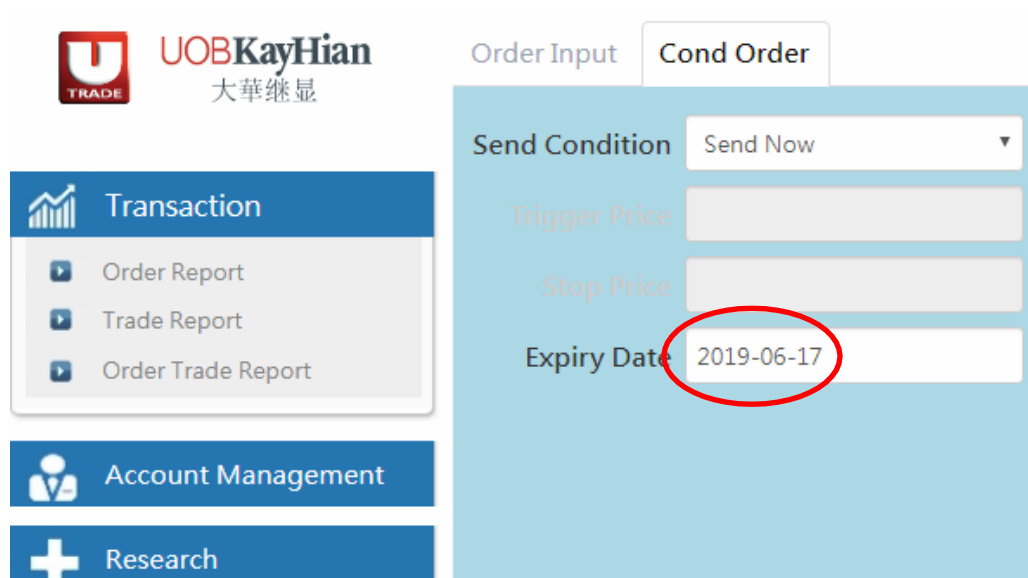 U
TRADE
UOBKayHian
大華继显
Transaction
Order Report
Trade Report
Order Trade Report
Account Management
Research
Order Input
Cond Order
Send Condition
Send Now
Trigger Price
Stop Price
Expiry Date
2019-06-17